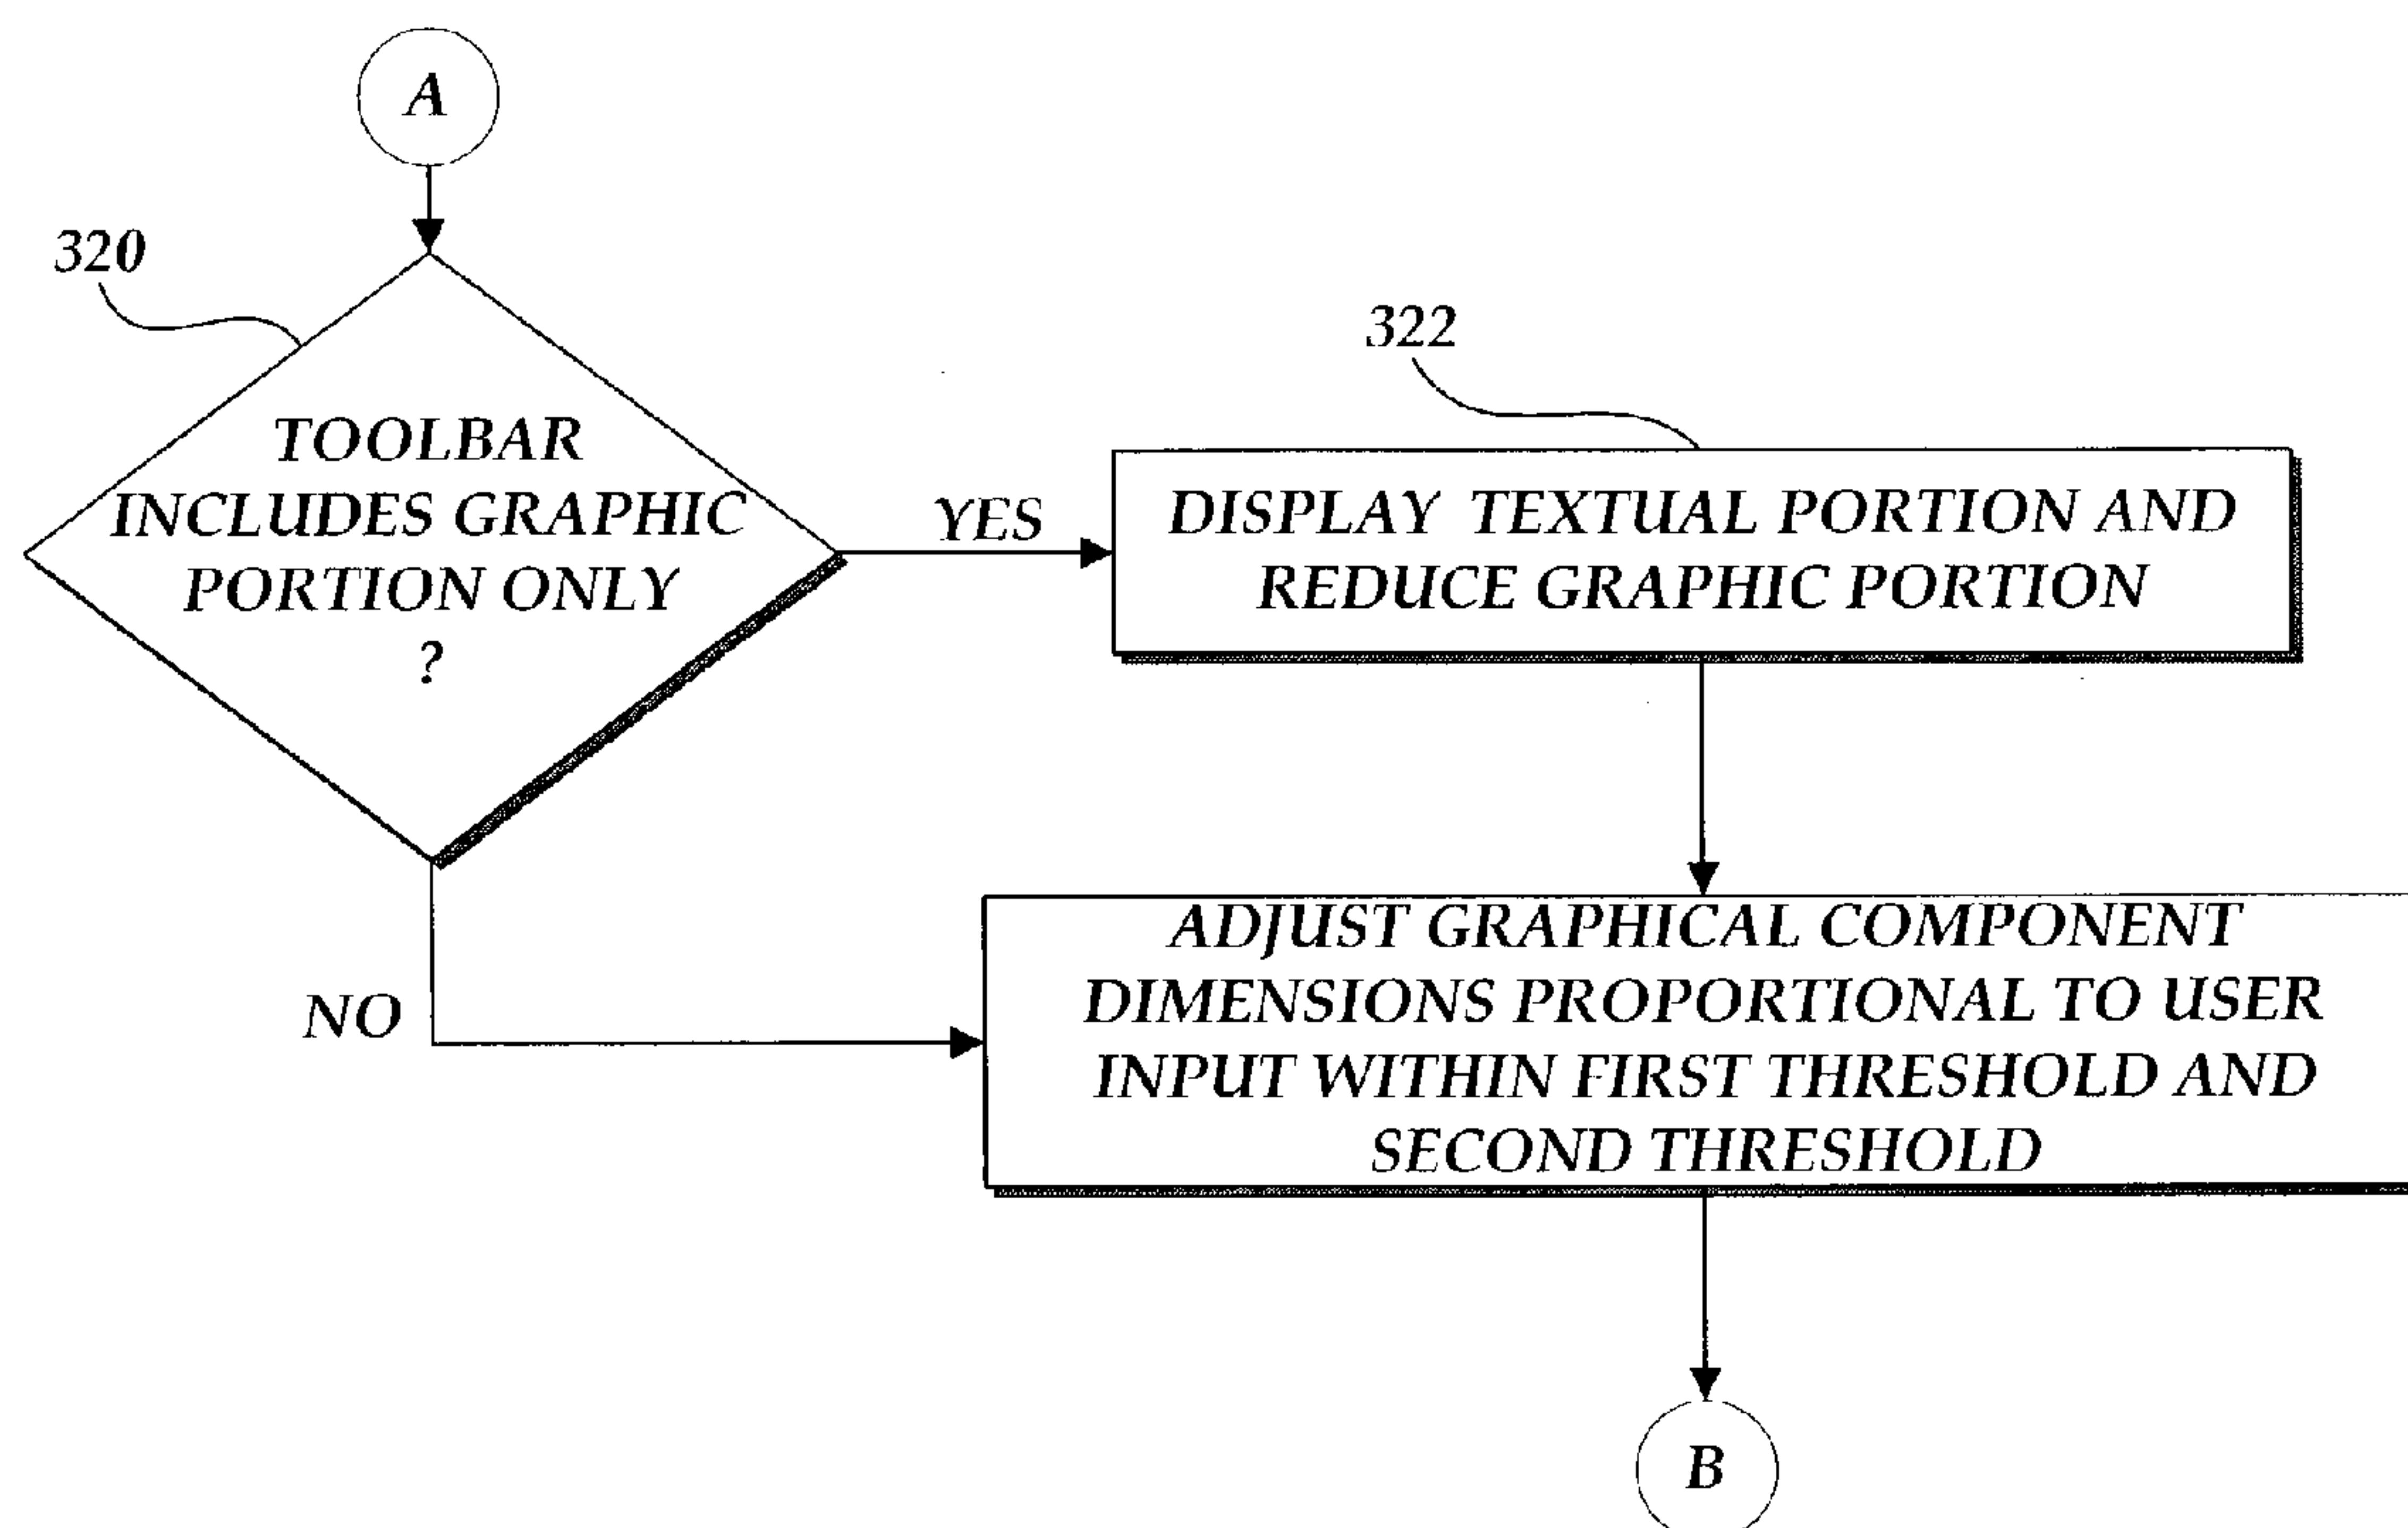 A
320
TOOLBAR
INCLUDES GRAPHIC
PORTION ONLY
?
YES
322
DISPLAY TEXTUAL PORTION AND
REDUCE GRAPHIC PORTION
NO
ADJUST GRAPHICAL COMPONENT
DIMENSIONS PROPORTIONAL TO USER
INPUT WITHIN FIRST THRESHOLD AND
SECOND THRESHOLD
B